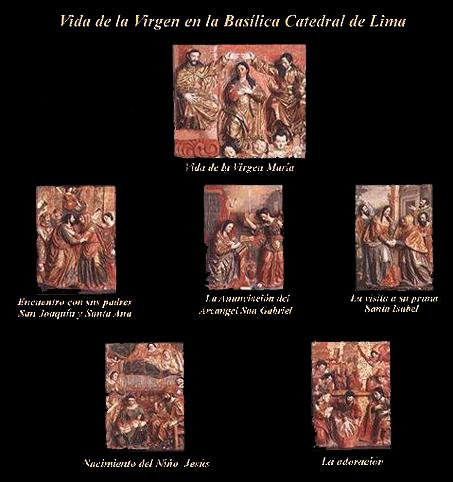 Vida de la Virgen en la Basílica Catedral de Lima
Vida de la Virgen María
Encuentro con sus padres
San Joaquín y Santa Ana
La Anunciación del
Arcangel San Gabriel
La visita a su prima
Santa Isabel
Nacimiento del Niño Jesús
La adoracion